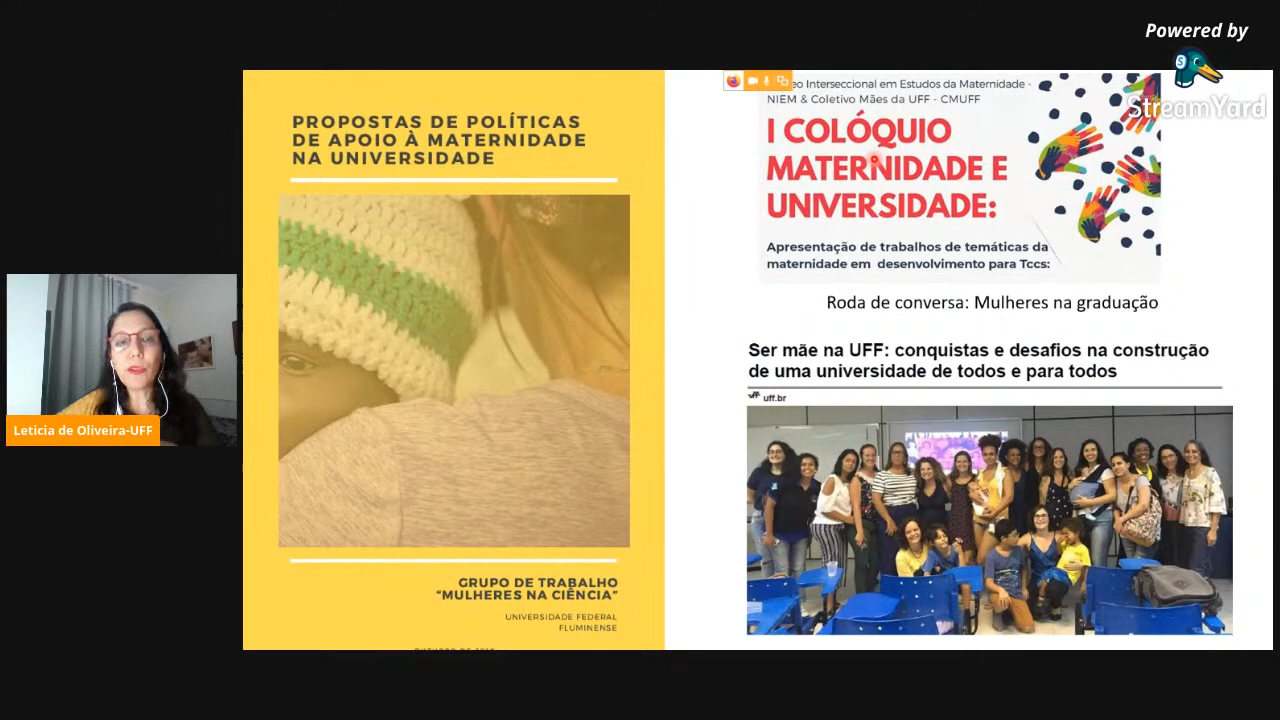 Powered by
StreamYard
PROPOSTAS DE POLÍTICAS
DE APOIO À MATERNIDADE
NA UNIVERSIDADE
GRUPO DE TRABALHO
“MULHERES NA CIÊNCIA”
UNIVERSIDADE FEDERAL
FLUMINENSE
Interseccional em Estudos da Maternidade -
NIEM & Coletivo Mães da UFF - CMUFF
I COLÓQUIO
MATERNIDADE E
UNIVERSIDADE:
Apresentação de trabalhos de temáticas da
maternidade em desenvolvimento para Tccs:
Roda de conversa: Mulheres na graduação
Ser mãe na UFF: conquistas e desafios na construção
de uma universidade de todos e para todos
uff uff.br
Leticia de Oliveira-UFF